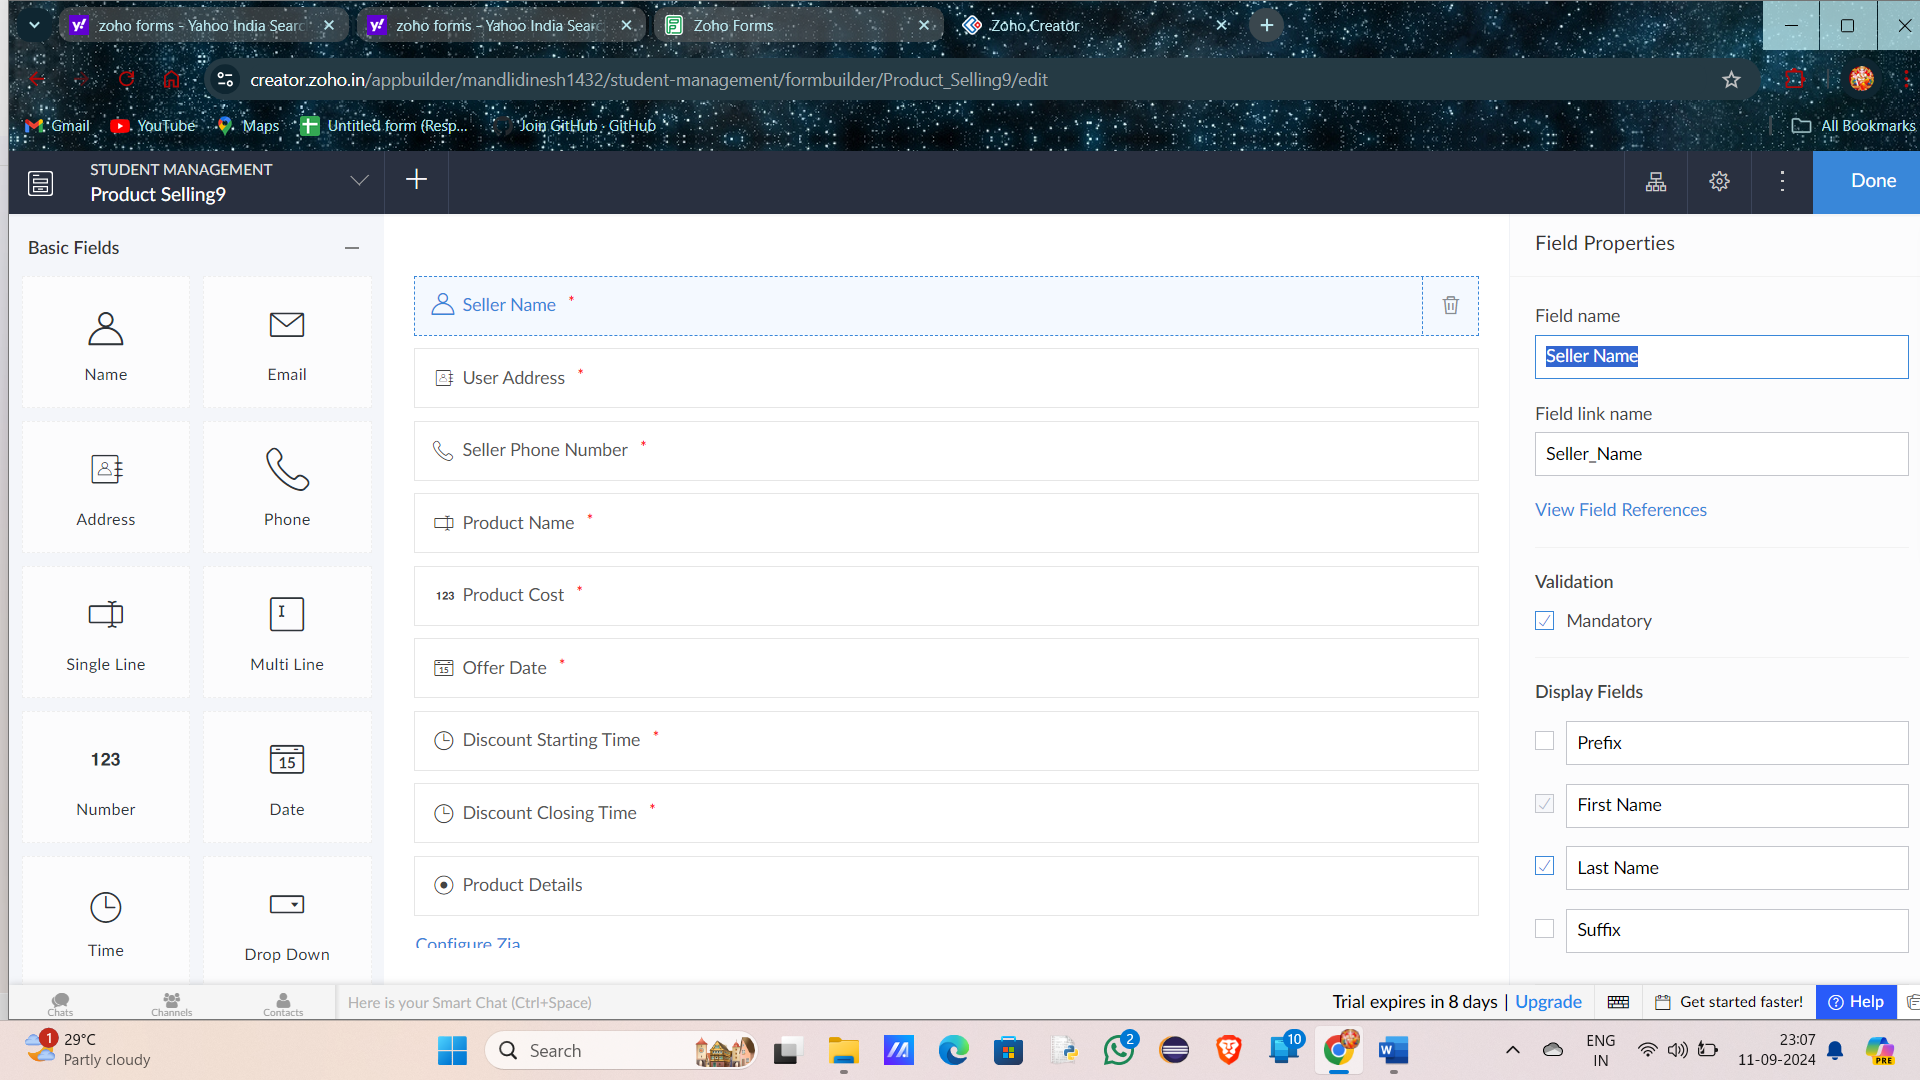 zoho forms - Yahoo India Searc
zoho forms - Yahoo India Searc
Zoho Forms
Zoho Creator
creator.zoho.in/appbuilder/mandlidinesh1432/student-management/formbuilder/Product_Selling9/edit
Gmail
YouTube
Maps
Untitled form (Resp...
Join GitHub · GitHub
All Bookmarks
STUDENT MANAGEMENT
Product Selling9
Done
Basic Fields
Name
Email
Address
Phone
Single Line
Multi Line
123
Number
15
Date
Time
Drop Down
Seller Name *
User Address *
Seller Phone Number *
Product Name *
123 Product Cost *
15 Offer Date *
Discount Starting Time *
Discount Closing Time *
Product Details
Configure Zia
Field Properties
Field name
Seller Name
Field link name
Seller_Name
View Field References
Validation
Mandatory
Display Fields
Prefix
First Name
Last Name
Suffix
Chats
Channels
Contacts
Here is your Smart Chat (Ctrl+Space)
Trial expires in 8 days | Upgrade
Get started faster!
Help
1
29°C
Partly cloudy
Search
2
10
ENG
IN
23:07
11-09-2024
PRE